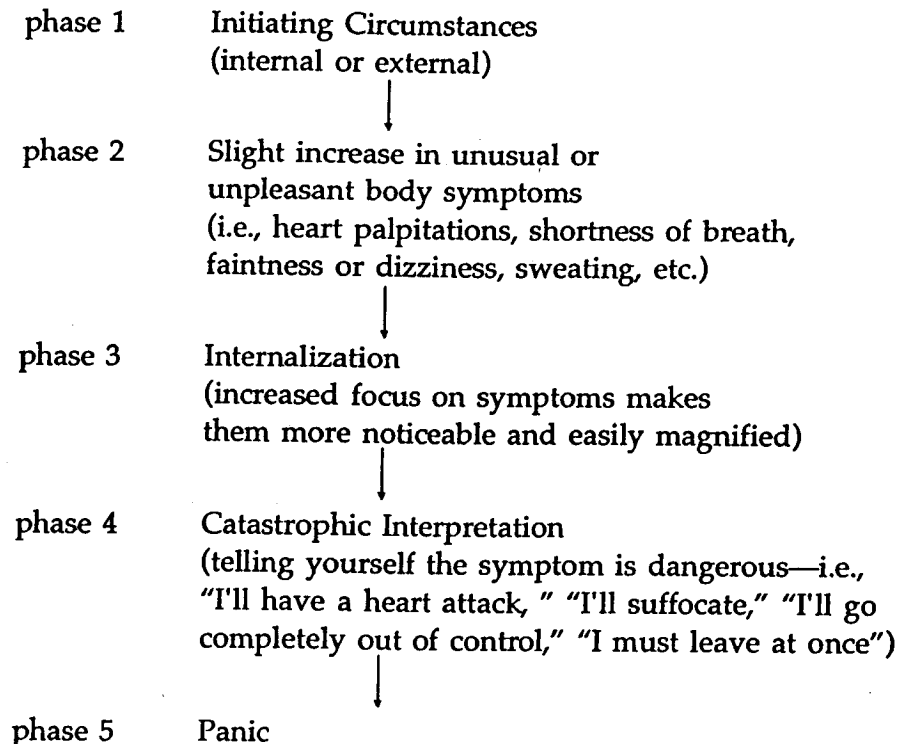 phase 1 Initiating Circumstances
(internal or external)
phase 2 Slight increase in unusual or
unpleasant body symptoms
(i.e., heart palpitations, shortness of breath,
faintness or dizziness, sweating, etc.)
phase 3 Internalization
(increased focus on symptoms makes
them more noticeable and easily magnified)
phase 4 Catastrophic Interpretation
(telling yourself the symptom is dangerous—i.e.,
"I'll have a heart attack, " "I'll suffocate," "I'll go
completely out of control," "I must leave at once")
phase 5 Panic